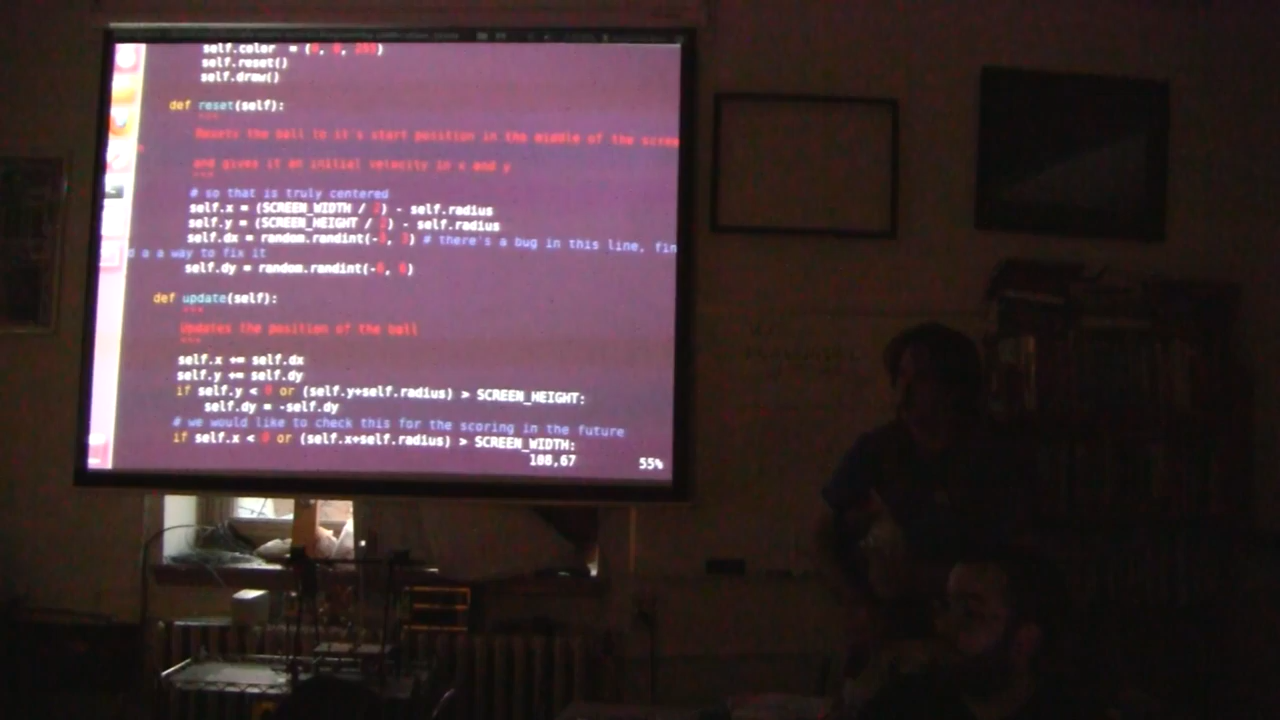 self.color = (0, 0, 255)
self.reset()
self.draw()
def reset(self):
"""
Resets the ball to it's start position in the middle of the scree
n
and gives it an initial velocity in x and y
"""
# so that is truly centered
self.x = (SCREEN_WIDTH / 2) - self.radius
self.y = (SCREEN_HEIGHT / 2) - self.radius
self.dx = random.randint(- , ) # there's a bug in this line, fin
d a a way to fix it
self.dy = random.randint(- , )
def update(self):
"""
Updates the position of the ball
"""
self.x += self.dx
self.y += self.dy
if self.y < 0 or (self.y+self.radius) > SCREEN_HEIGHT:
self.dy = -self.dy
# we would like to check this for the scoring in the future
if self.x < 0 or (self.x+self.radius) > SCREEN_WIDTH:
108,67 55%